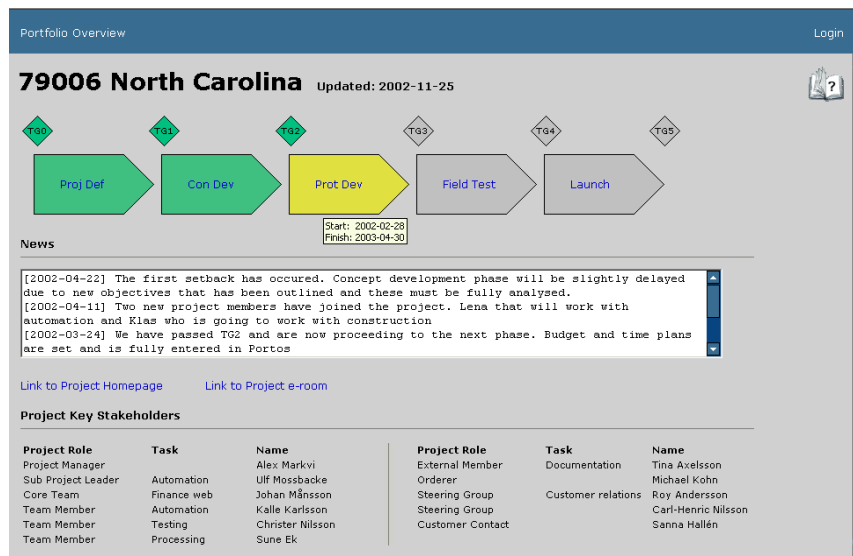 Portfolio Overview Login
79006 North Carolina Updated: 2002-11-25
?
TG0 TG1 TG2 TG3 TG4 TG5
Proj Def Con Dev Prot Dev Field Test Launch
Start: 2002-02-28
Finish: 2003-04-30
News
[2002-04-22] The first setback has occured. Concept development phase will be slightly delayed
due to new objectives that has been outlined and these must be fully analysed.
[2002-04-11] Two new project members have joined the project. Lena that will work with
automation and Klas who is going to work with construction
[2002-03-24] We have passed TG2 and are now proceeding to the next phase. Budget and time plans
are set and is fully entered in Portos
Link to Project Homepage Link to Project e-room
Project Key Stakeholders
Project Role Task Name Project Role Task Name
Project Manager Alex Markvi External Member Documentation Tina Axelsson
Sub Project Leader Automation Ulf Mossbacke Orderer Michael Kohn
Core Team Finance web Johan Månsson Steering Group Customer relations Roy Andersson
Team Member Automation Kalle Karlsson Steering Group Carl-Henric Nilsson
Team Member Testing Christer Nilsson Customer Contact Sanna Hallén
Team Member Processing Sune Ek